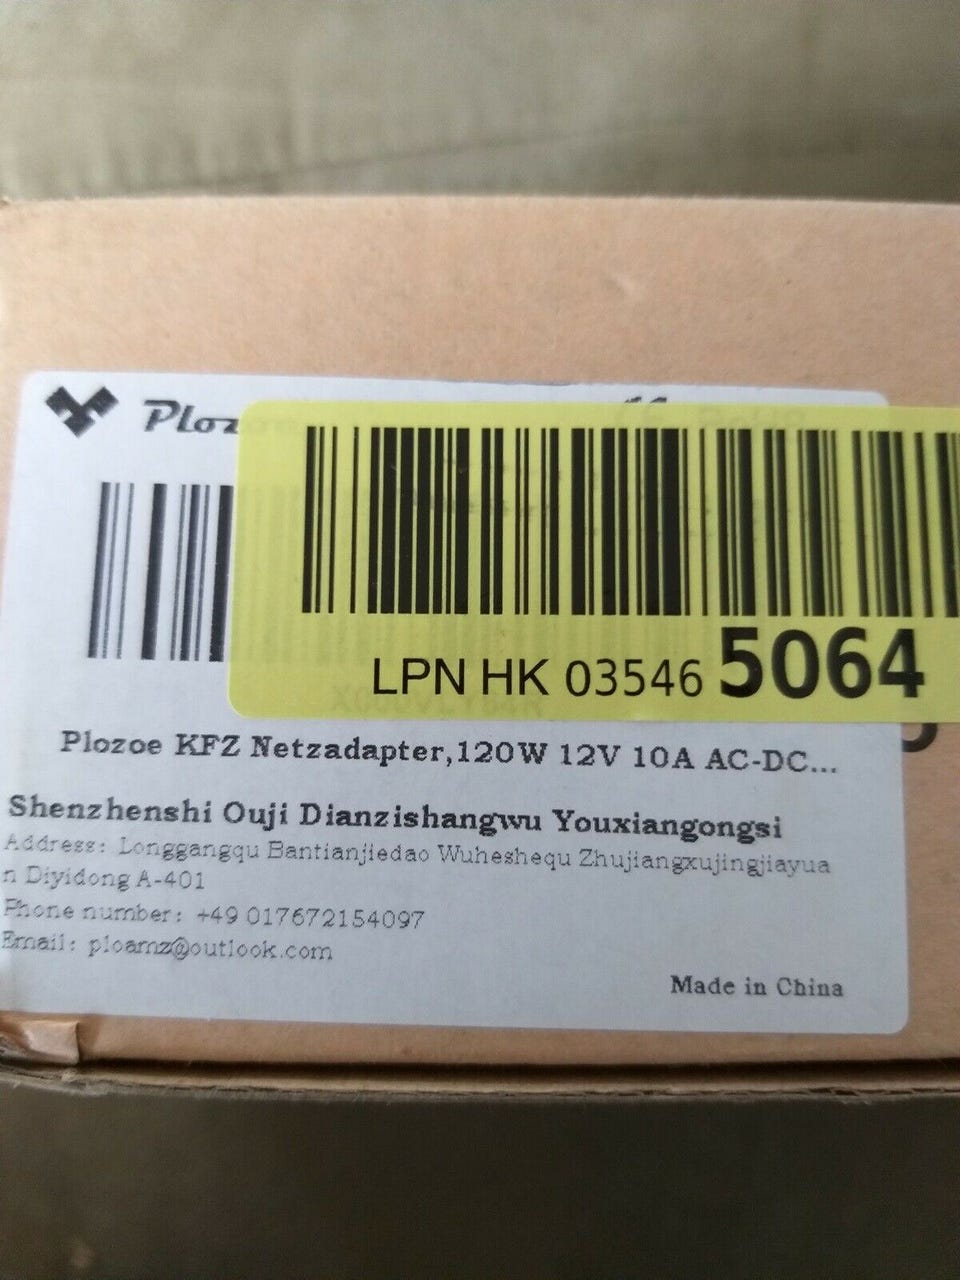 LPN HK 03546 5064
Plozoe KFZ Netzadapter,120W 12V 10A AC-DC...
Shenzhenshi Ouji Dianzishangwu Youxiangongsi
Address: Longgangqu Bantianjiedao Wuheshequ Zhujiangxujingjiayua
n Diyidong A-401
Phone number: +49 017672154097
Email: ploamz@outlook.com
Made in China